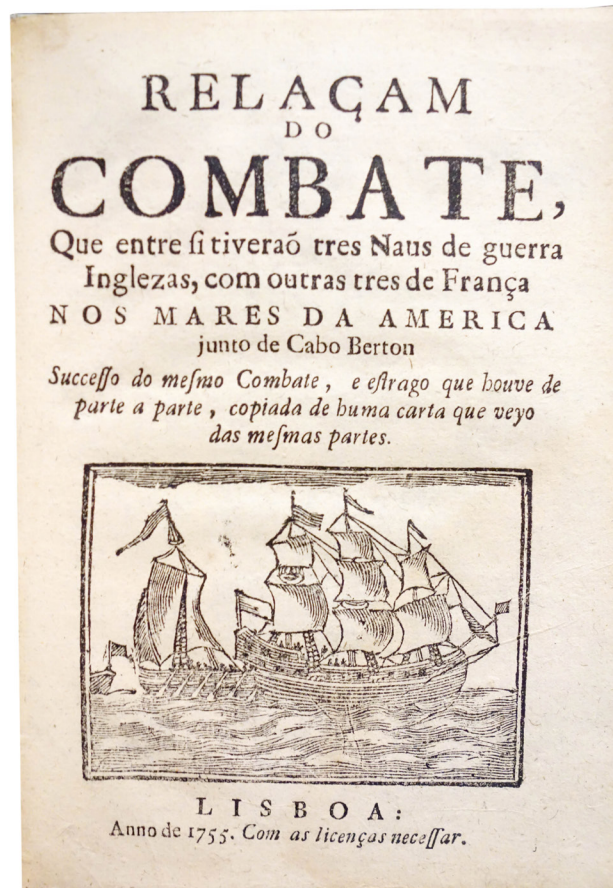 RELAÇAM
DO
COMBATE,
Que entre ſi tiveraõ tres Naus de guerra
Inglezas, com outras tres de França
NOS MARES DA AMERICA
junto de Cabo Berton
Succeſſo do meſmo Combate, e eſtrago que houve de
parte a parte, copiada de huma carta que veyo
das meſmas partes.
LISBOA:
Anno de 1755. Com as licenças neceſſar.